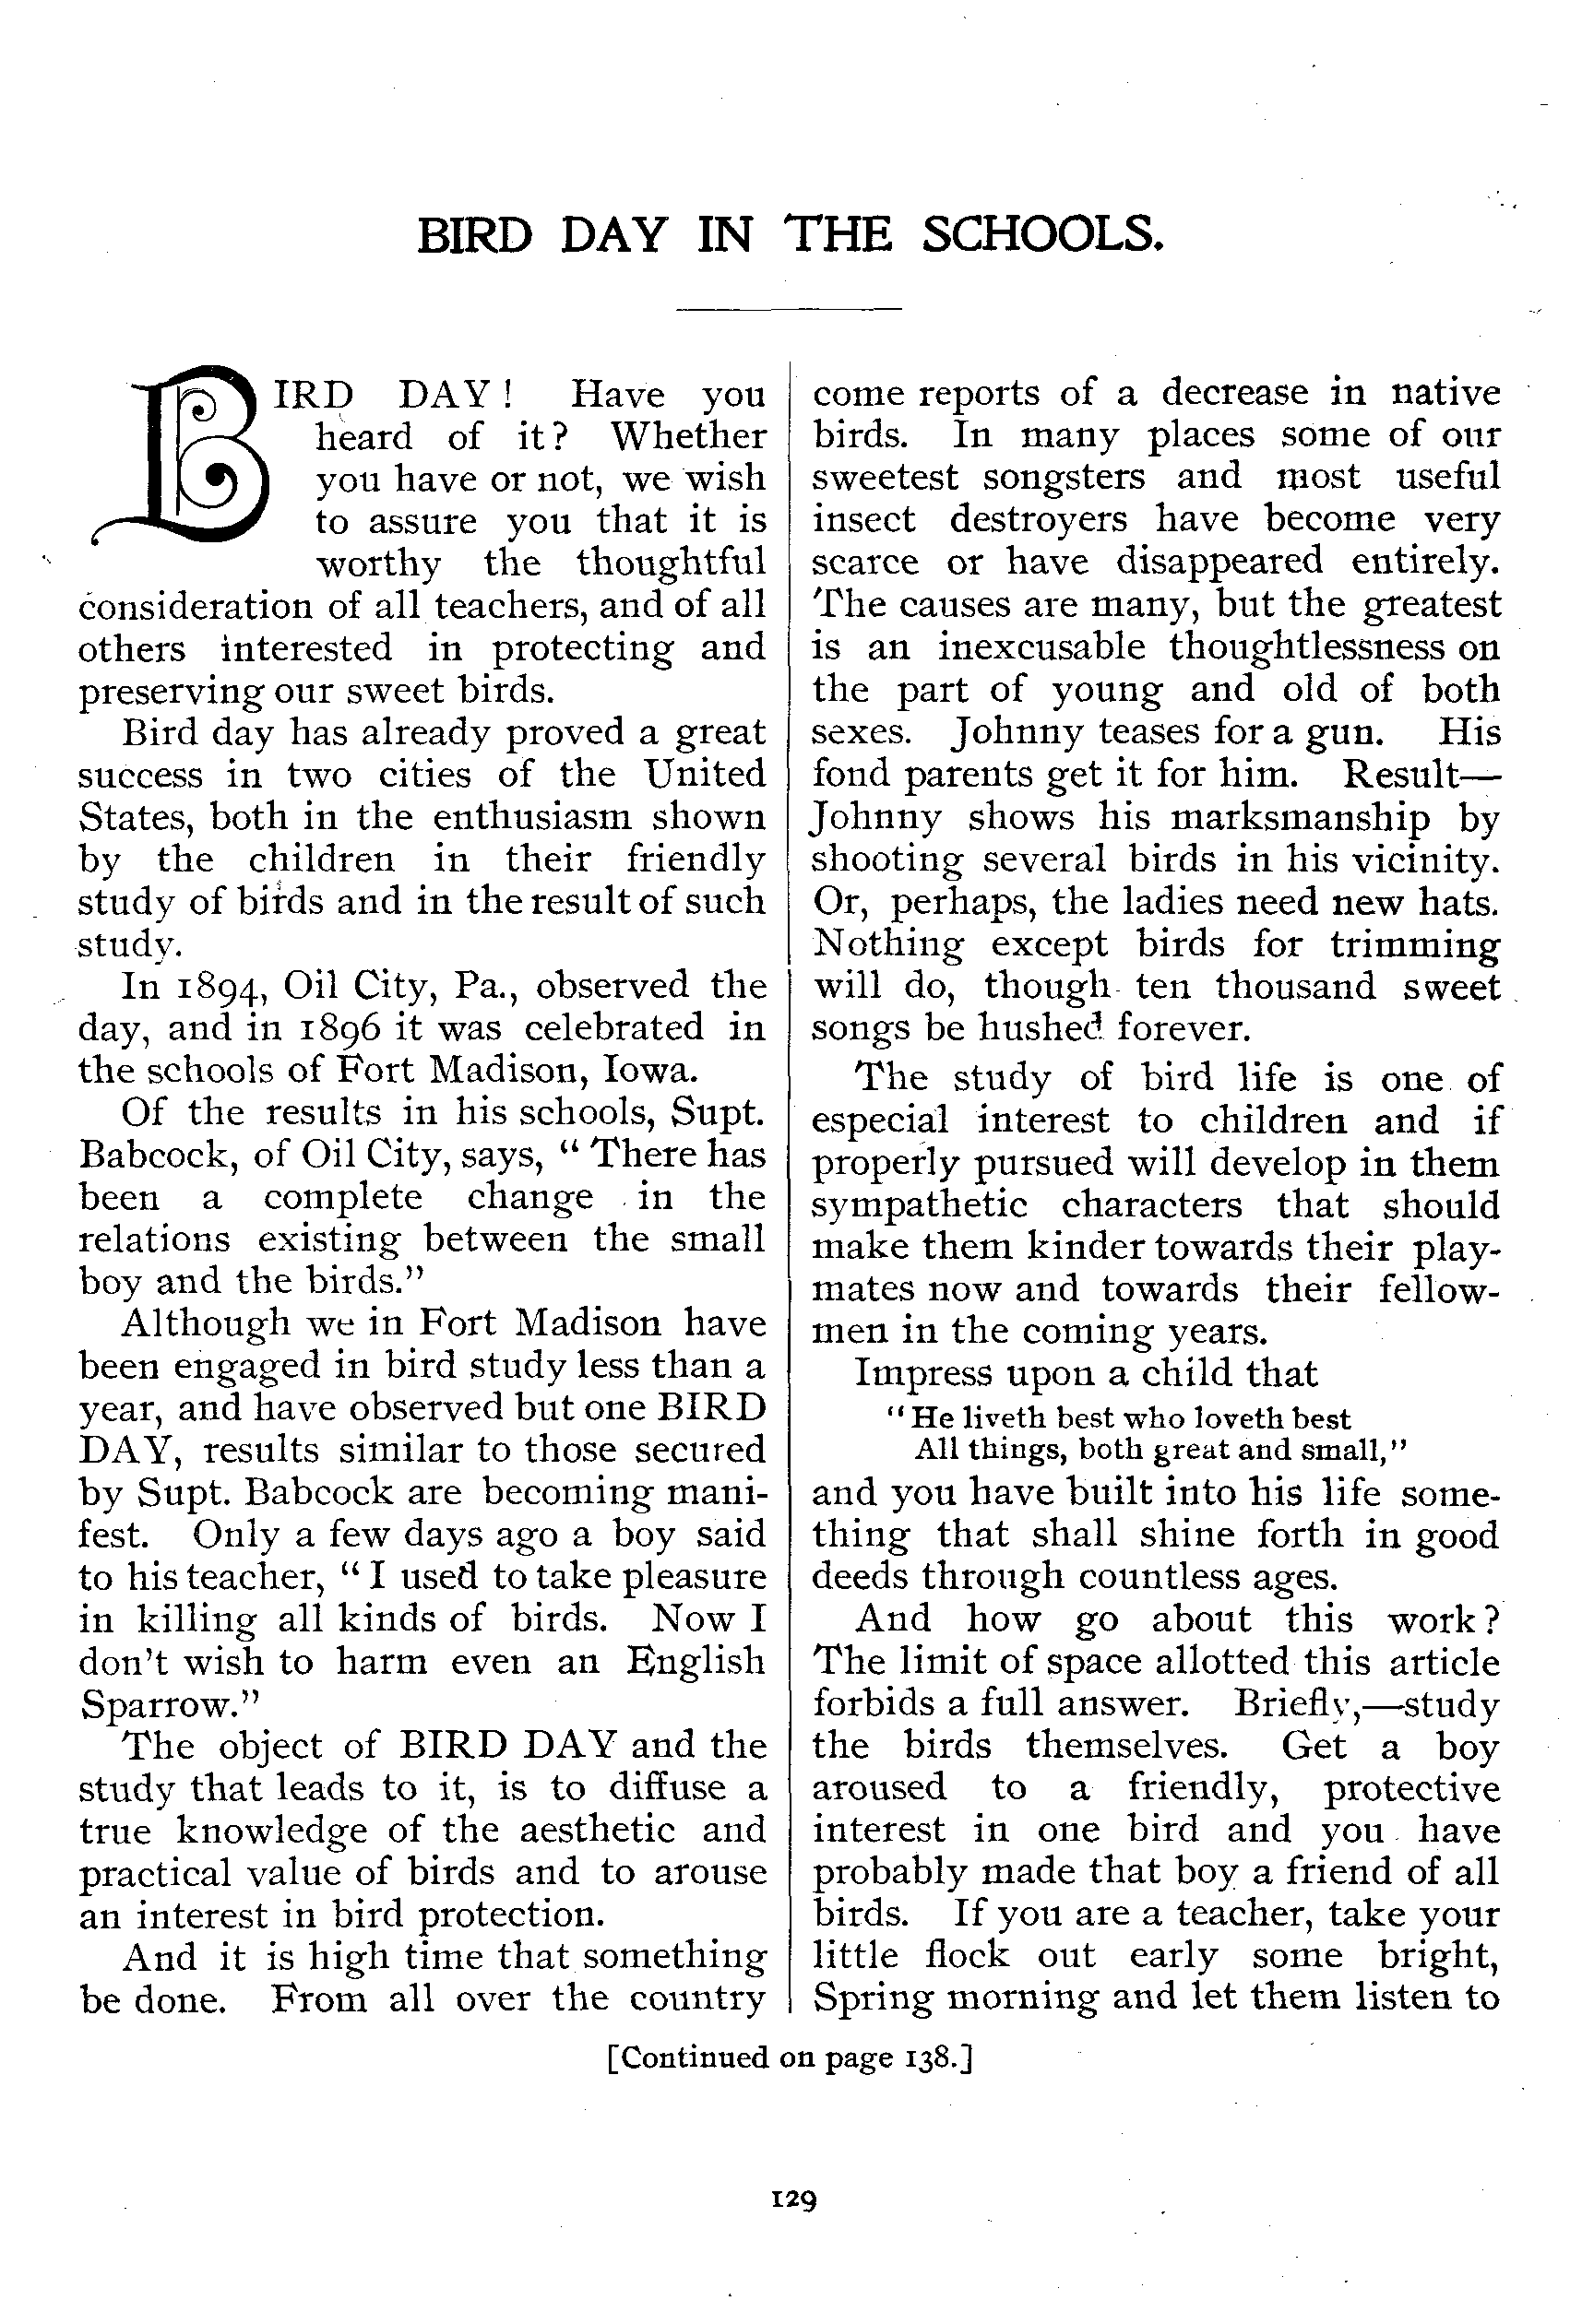 BIRD DAY IN THE SCHOOLS.
BIRD DAY! Have you
heard of it? Whether
you have or not, we wish
to assure you that it is
worthy the thoughtful
consideration of all teachers, and of all
others interested in protecting and
preserving our sweet birds.
Bird day has already proved a great
success in two cities of the United
States, both in the enthusiasm shown
by the children in their friendly
study of birds and in the result of such
study.
In 1894, Oil City, Pa., observed the
day, and in 1896 it was celebrated in
the schools of Fort Madison, Iowa.
Of the results in his schools, Supt.
Babcock, of Oil City, says, "There has
been a complete change in the
relations existing between the small
boy and the birds."
Although we in Fort Madison have
been engaged in bird study less than a
year, and have observed but one BIRD
DAY, results similar to those secured
by Supt. Babcock are becoming mani-
fest. Only a few days ago a boy said
to his teacher, "I used to take pleasure
in killing all kinds of birds. Now I
don't wish to harm even an English
Sparrow."
The object of BIRD DAY and the
study that leads to it, is to diffuse a
true knowledge of the aesthetic and
practical value of birds and to arouse
an interest in bird protection.
And it is high time that something
be done. From all over the country
come reports of a decrease in native
birds. In many places some of our
sweetest songsters and most useful
insect destroyers have become very
scarce or have disappeared entirely.
The causes are many, but the greatest
is an inexcusable thoughtlessness on
the part of young and old of both
sexes. Johnny teases for a gun. His
fond parents get it for him. Result—
Johnny shows his marksmanship by
shooting several birds in his vicinity.
Or, perhaps, the ladies need new hats.
Nothing except birds for trimming
will do, though ten thousand sweet
songs be hushed forever.
The study of bird life is one of
especial interest to children and if
properly pursued will develop in them
sympathetic characters that should
make them kinder towards their play-
mates now and towards their fellow-
men in the coming years.
Impress upon a child that
"He liveth best who loveth best
All things, both great and small,"
and you have built into his life some-
thing that shall shine forth in good
deeds through countless ages.
And how go about this work?
The limit of space allotted this article
forbids a full answer. Briefly,—study
the birds themselves. Get a boy
aroused to a friendly, protective
interest in one bird and you have
probably made that boy a friend of all
birds. If you are a teacher, take your
little flock out early some bright,
Spring morning and let them listen to
[Continued on page 138.]
129